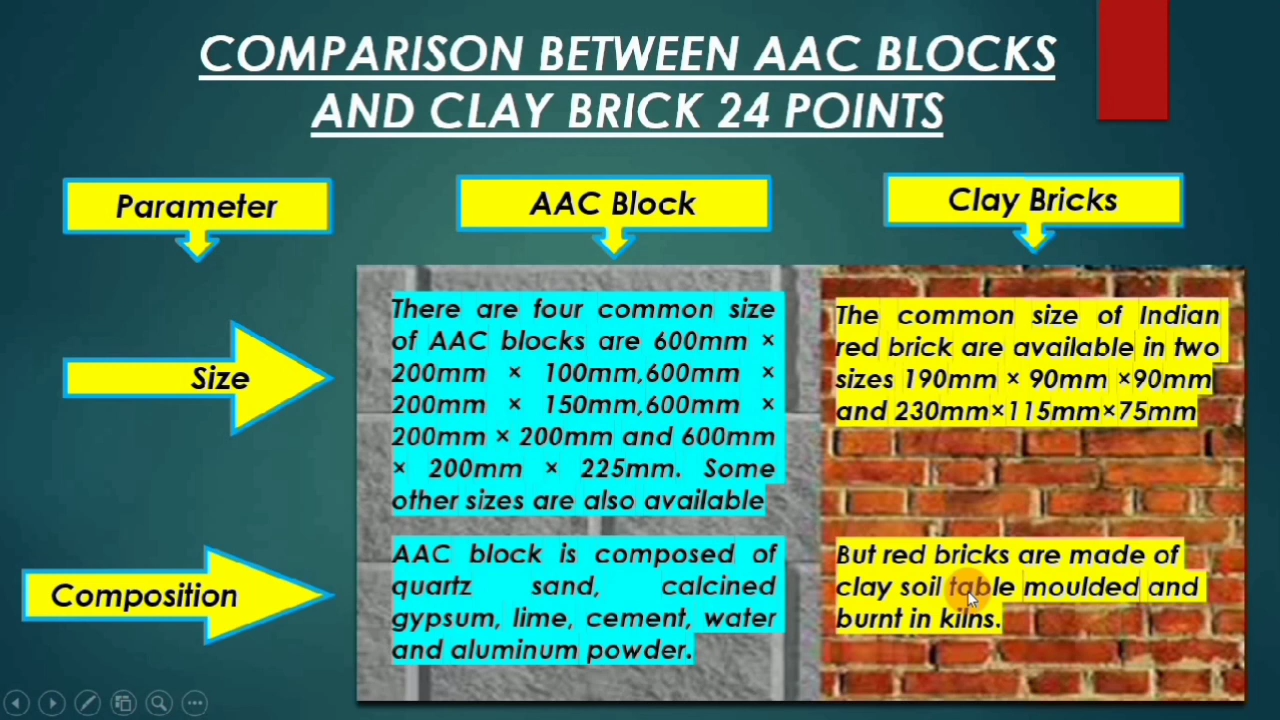 COMPARISON BETWEEN AAC BLOCKS
AND CLAY BRICK 24 POINTS
Parameter
AAC Block
Clay Bricks
Size
There are four common size
of AAC blocks are 600mm ×
200mm × 100mm,600mm ×
200mm × 150mm,600mm ×
200mm × 200mm and 600mm
× 200mm × 225mm. Some
other sizes are also available
The common size of Indian
red brick are available in two
sizes 190mm × 90mm ×90mm
and 230mm×115mm×75mm
Composition
AAC block is composed of
quartz sand, calcined
gypsum, lime, cement, water
and aluminum powder.
But red bricks are made of
clay soil table moulded and
burnt in kilns.